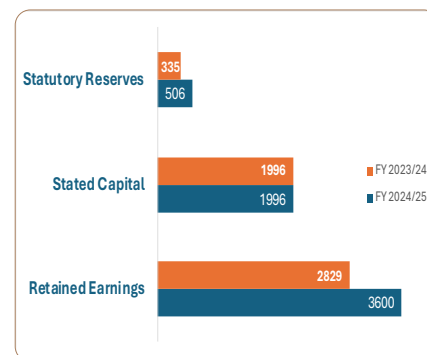 Statutory Reserves
335
506
Stated Capital
1996
1996
FY 2023/24
FY 2024/25
Retained Earnings
2829
3600